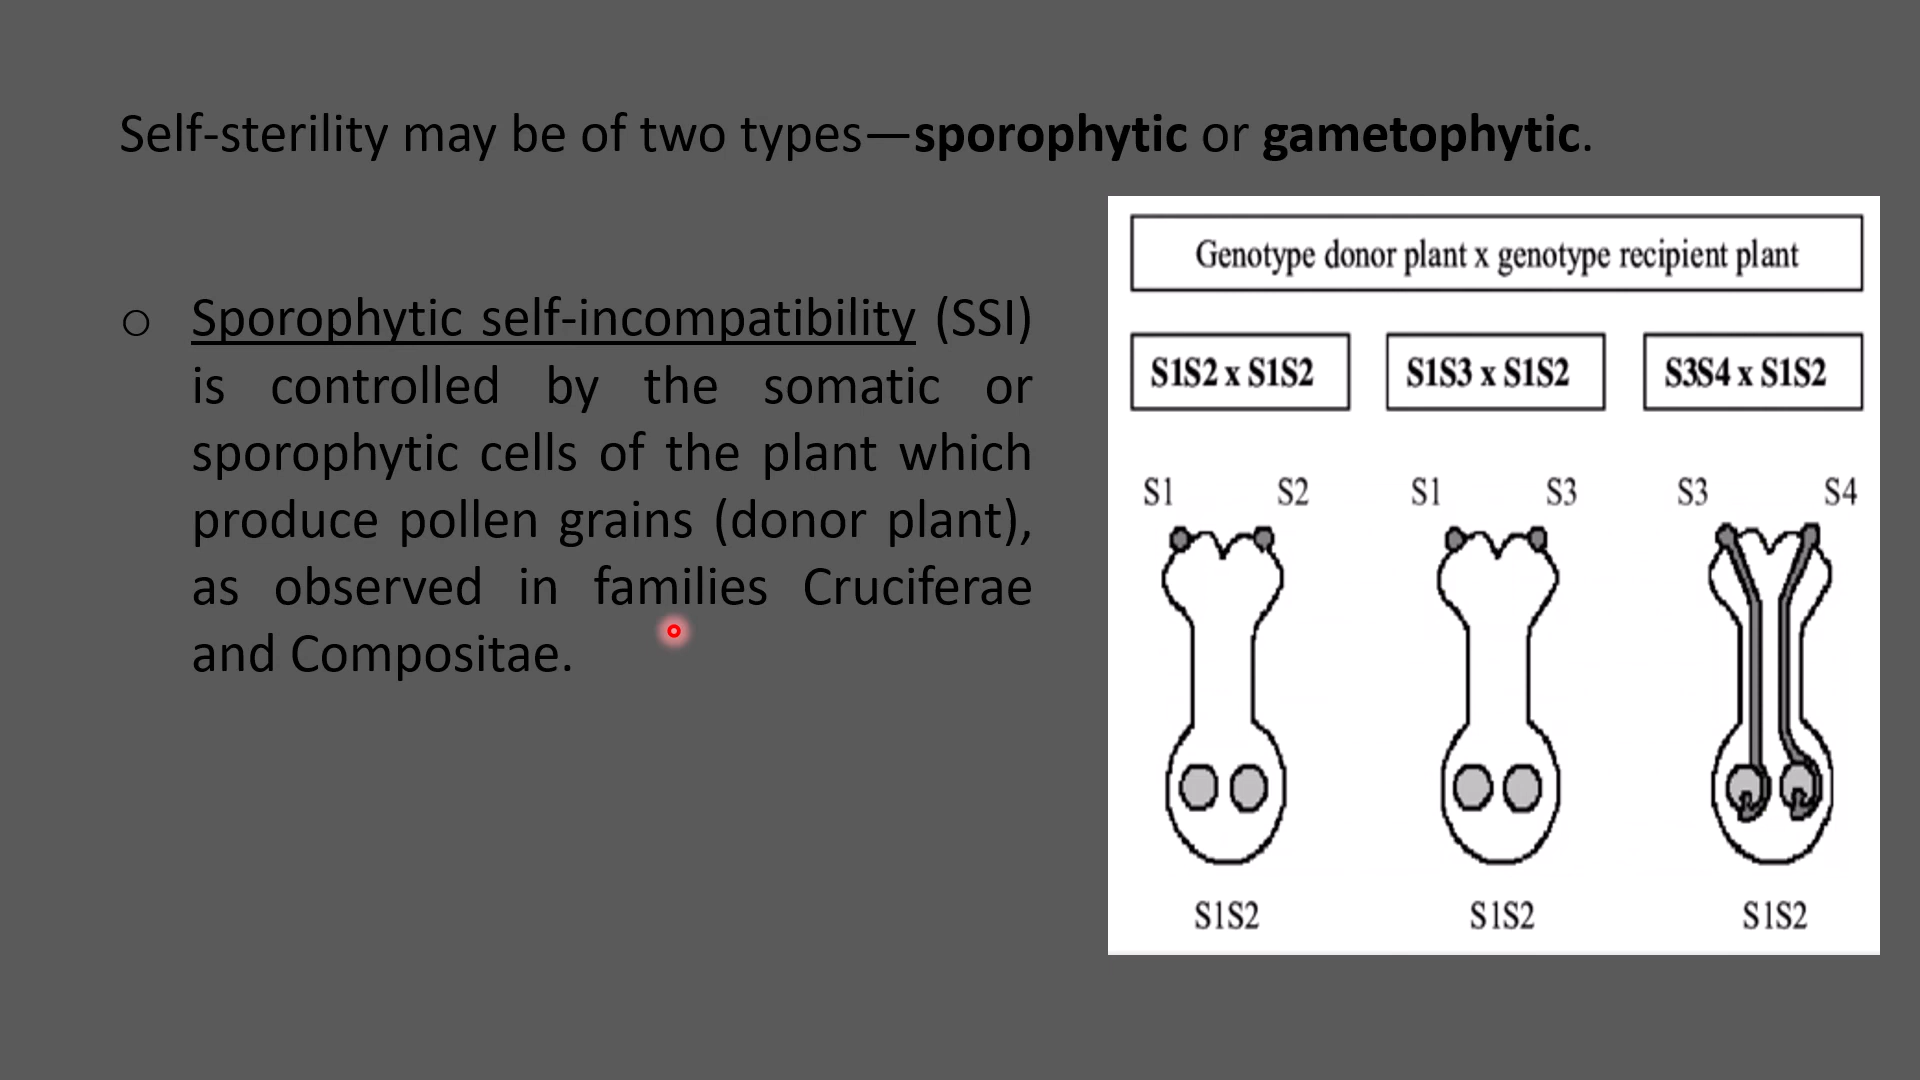 Self-sterility may be of two types—sporophytic or gametophytic.
Sporophytic self-incompatibility (SSI)
is controlled by the somatic or
sporophytic cells of the plant which
produce pollen grains (donor plant),
as observed in families Cruciferae
and Compositae.
Genotype donor plant x genotype recipient plant
S1S2 x S1S2 S1S3 x S1S2 S3S4 x S1S2
S1 S2 S1 S3 S3 S4
S1S2 S1S2 S1S2